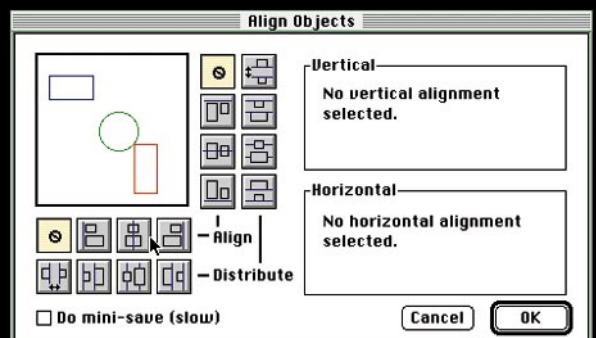 Align Objects
Vertical
No vertical alignment
selected.
Horizontal
No horizontal alignment
selected.
Align
Distribute
Do mini-save (slow)
Cancel
OK